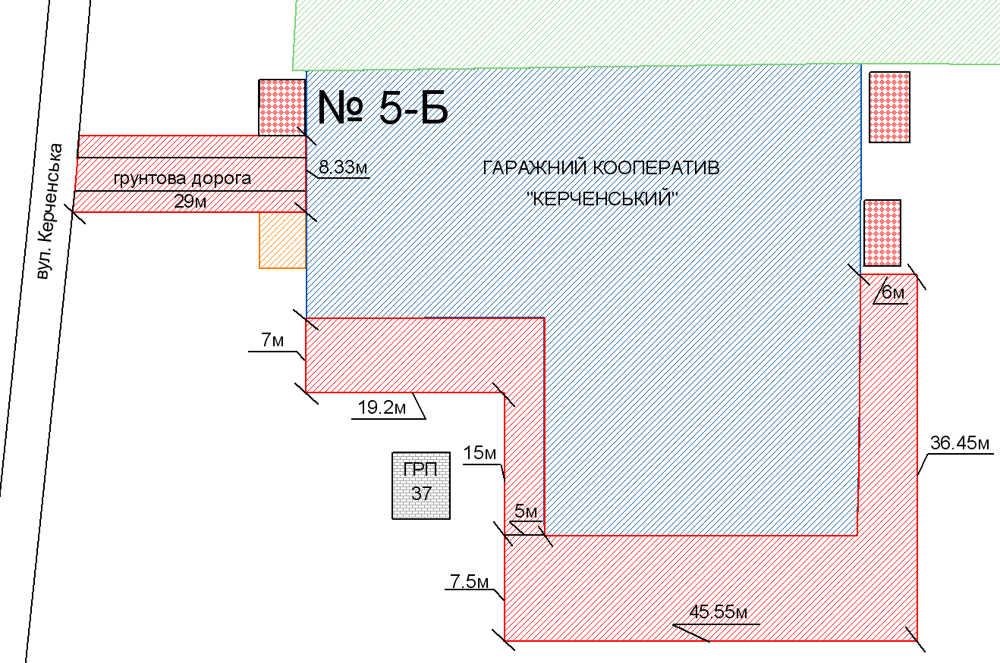 № 5-Б
вул. Керченська
8.33м
ГАРАЖНИЙ КООПЕРАТИВ
"КЕРЧЕНСЬКИЙ"
грунтова дорога
29м
6м
7м
19.2м
15м
36.45м
ГРП
37
5м
7.5м
45.55м